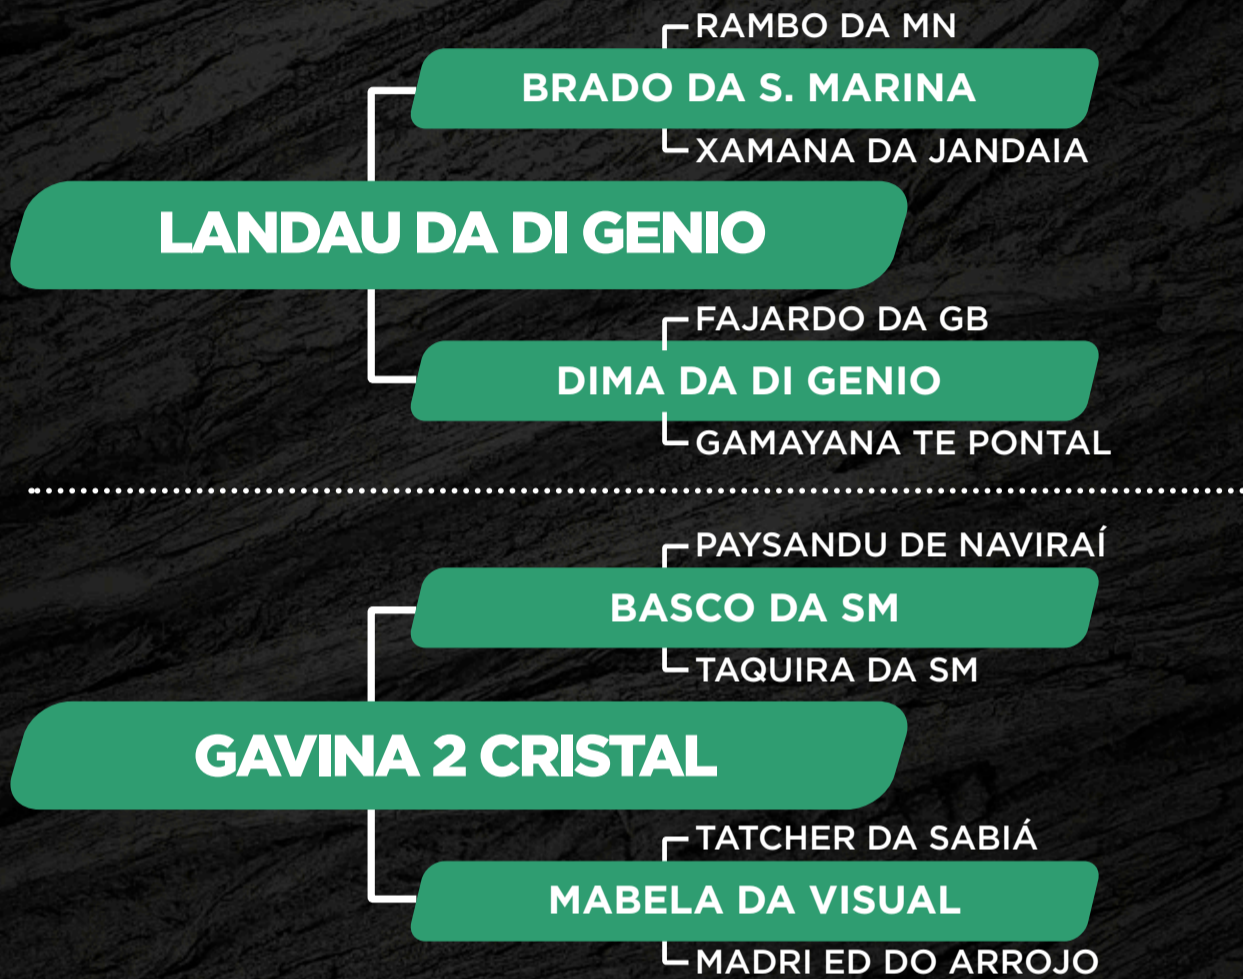 RAMBO DA MN
BRADO DA S. MARINA
XAMANA DA JANDAIA
LANDAU DA DI GENIO
FAJARDO DA GB
DIMA DA DI GENIO
GAMAYANA TE PONTAL
PAYSANDU DE NAVIRAÍ
BASCO DA SM
TAQUIRA DA SM
GAVINA 2 CRISTAL
TATCHER DA SABIÁ
MABELA DA VISUAL
MADRI ED DO ARROJO